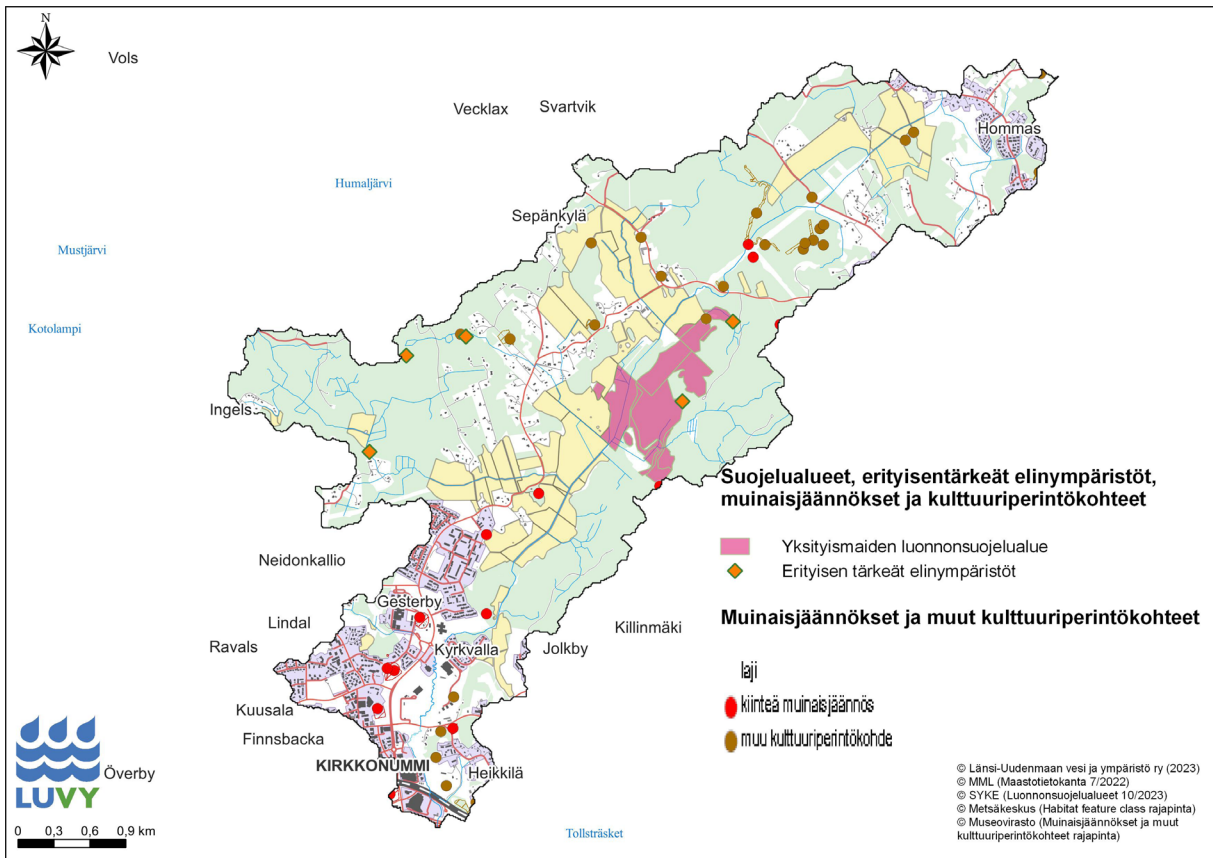 N
Vols
Vecklax
Svartvik
Hommas
Humaljärvi
Sepänkylä
Mustjärvi
Kotolampi
Ingels
Suojelualueet, erityisentärkeät elinympäristöt,
muinaisjäännökset ja kulttuuriperintökohteet
Yksityismaiden luonnonsuojelualue
Erityisen tärkeät elinympäristöt
Neidonkallio
Gesterby
Lindal
Killinmäki
Ravals
Kyrkvalla
Jolkby
Muinaisjäännökset ja muut kulttuuriperintökohteet
laji
kiinteä muinaisjäännös
muu kulttuuriperintökohde
Kuusala
Finnsbacka
KIRKKONUMMI
Heikkilä
Överby
LUVY
0 0,3 0,6 0,9 km
Tollsträsket
© Länsi-Uudenmaan vesi ja ympäristö ry (2023)
© MML (Maastotietokanta 7/2022)
© SYKE (Luonnonsuojelualueet 10/2023)
© Metsäkeskus (Habitat feature class rajapinta)
© Museovirasto (Muinaisjäännökset ja muut
kulttuuriperintökohteet rajapinta)